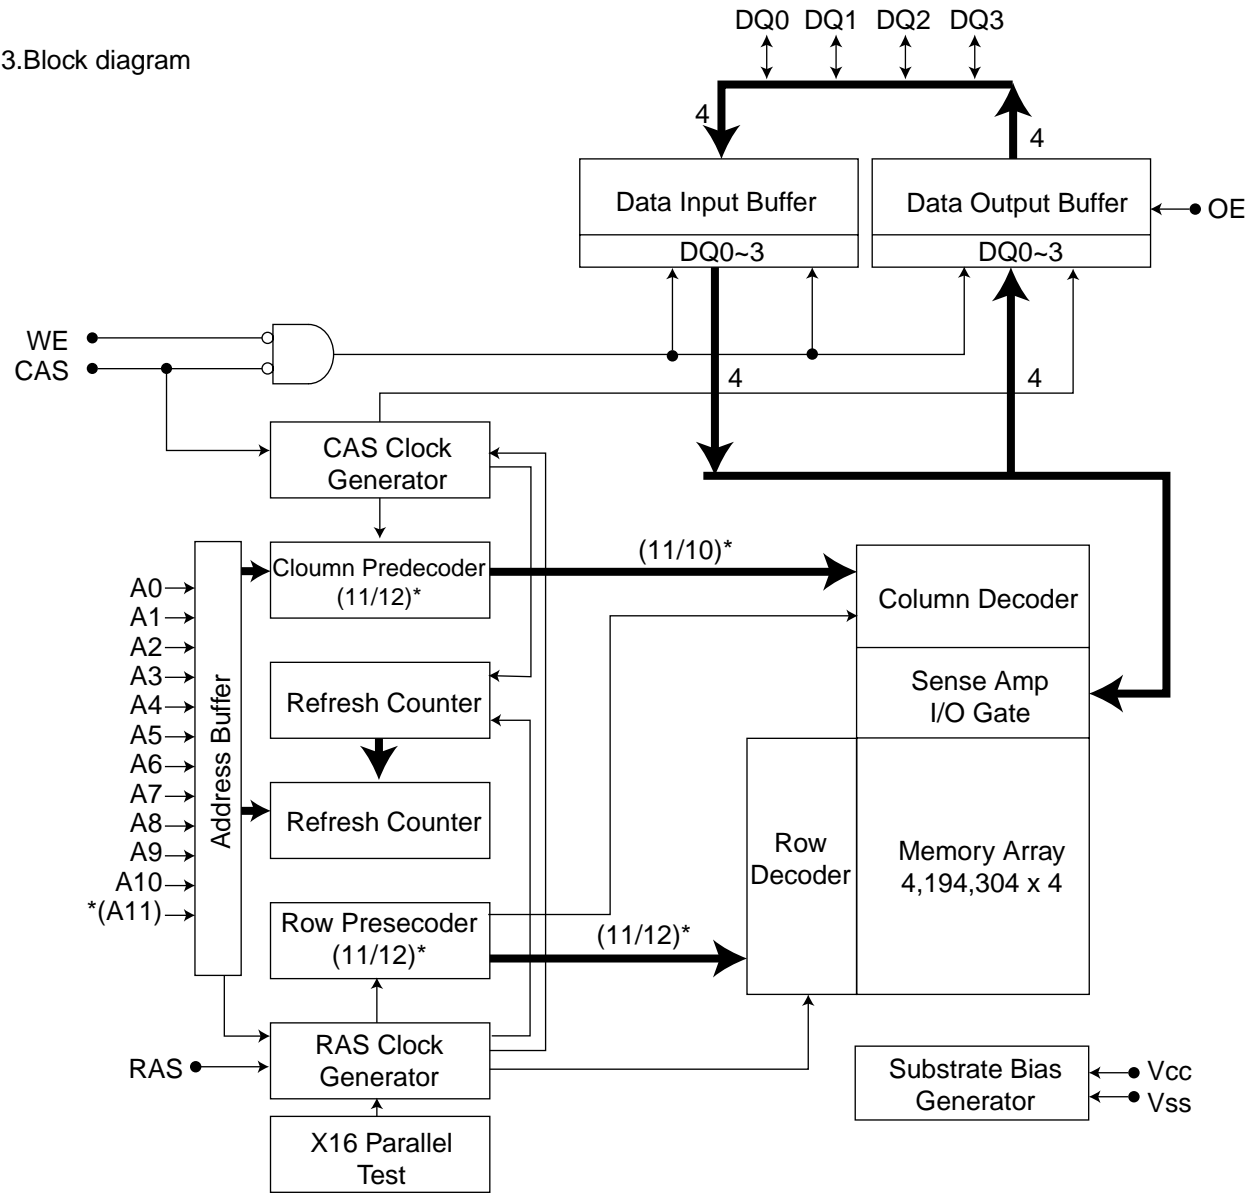 DQ0 DQ1 DQ2 DQ3
3.Block diagram
4
4
Data Input Buffer
Data Output Buffer
OE
DQ0~3
DQ0~3
WE
CAS
4
4
CAS Clock
Generator
(11/10)*
Cloumn Predecoder
(11/12)*
Column Decoder
A0
A1
A2
A3
A4
A5
A6
A7
A8
A9
A10
*(A11)
Address Buffer
Refresh Counter
Sense Amp
I/O Gate
Refresh Counter
Row
Decoder
Memory Array
4,194,304 x 4
Row Presecoder
(11/12)*
(11/12)*
RAS
RAS Clock
Generator
Substrate Bias
Generator
Vcc
Vss
X16 Parallel
Test